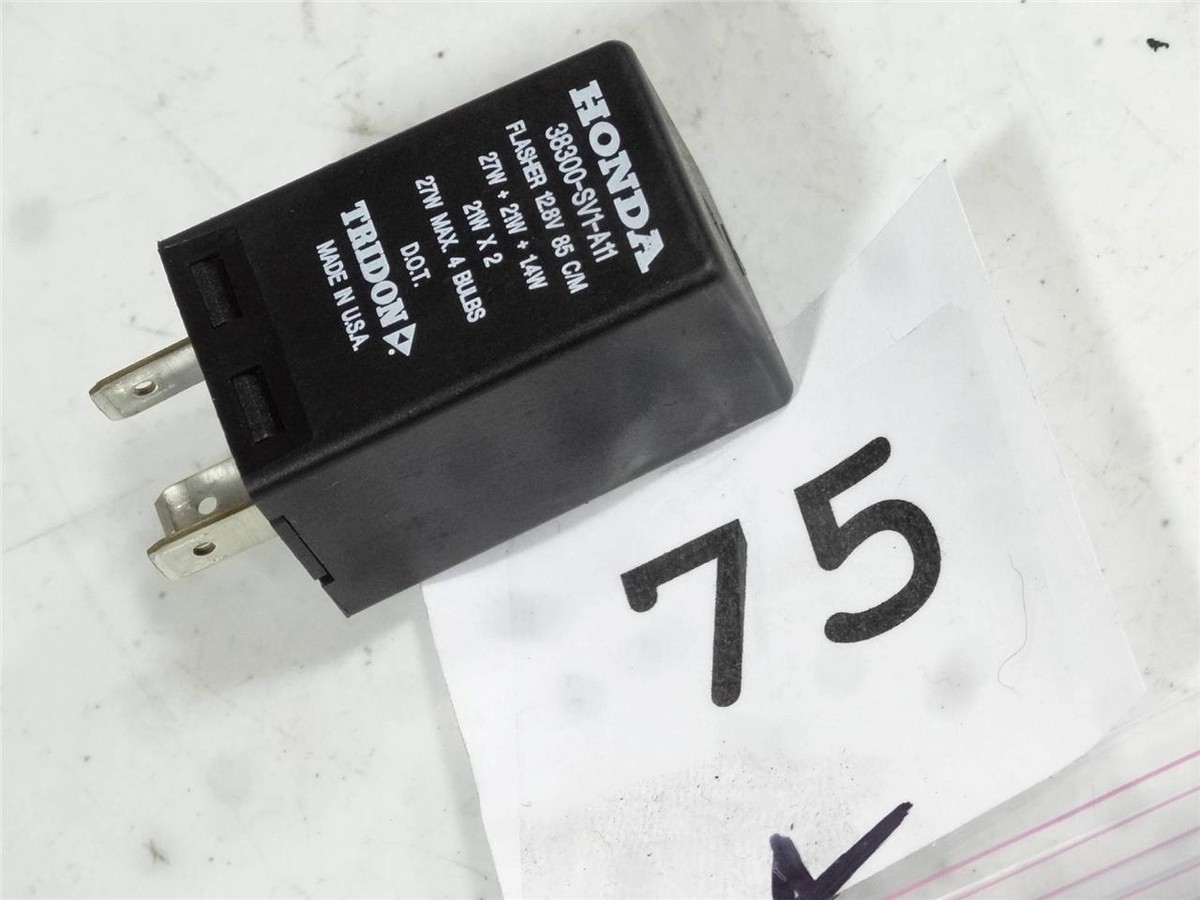 HONDA
38300-SV1-A11
FLASHER 12.8V 85 C/M
27W + 21W + 1.4W
21W X 2
27W MAX. 4 BULBS
D.O.T.
TRIDON
MADE IN U.S.A.
75